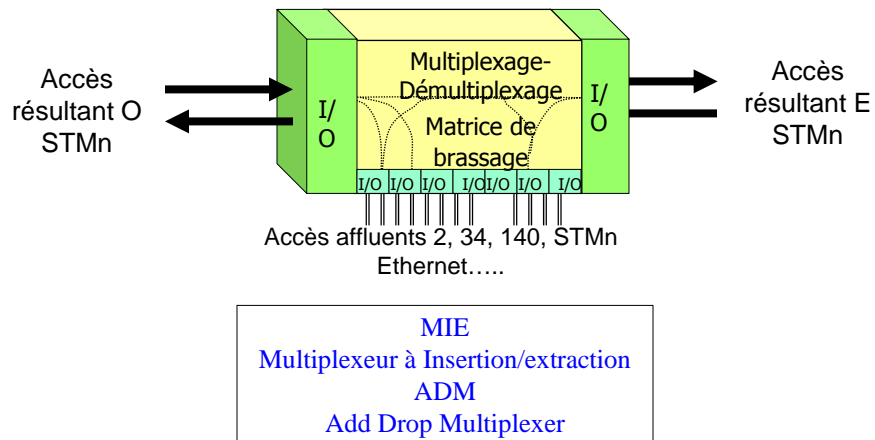 Accès
résultant O
STMn
I/
O
Multiplexage-
Démultiplexage
Matrice de
brassage
I/O I/O I/O I/O I/O I/O I/O
I/
O
Accès
résultant E
STMn
Accès affluents 2, 34, 140, STMn
Ethernet.....
MIE
Multiplexeur à Insertion/extraction
ADM
Add Drop Multiplexer